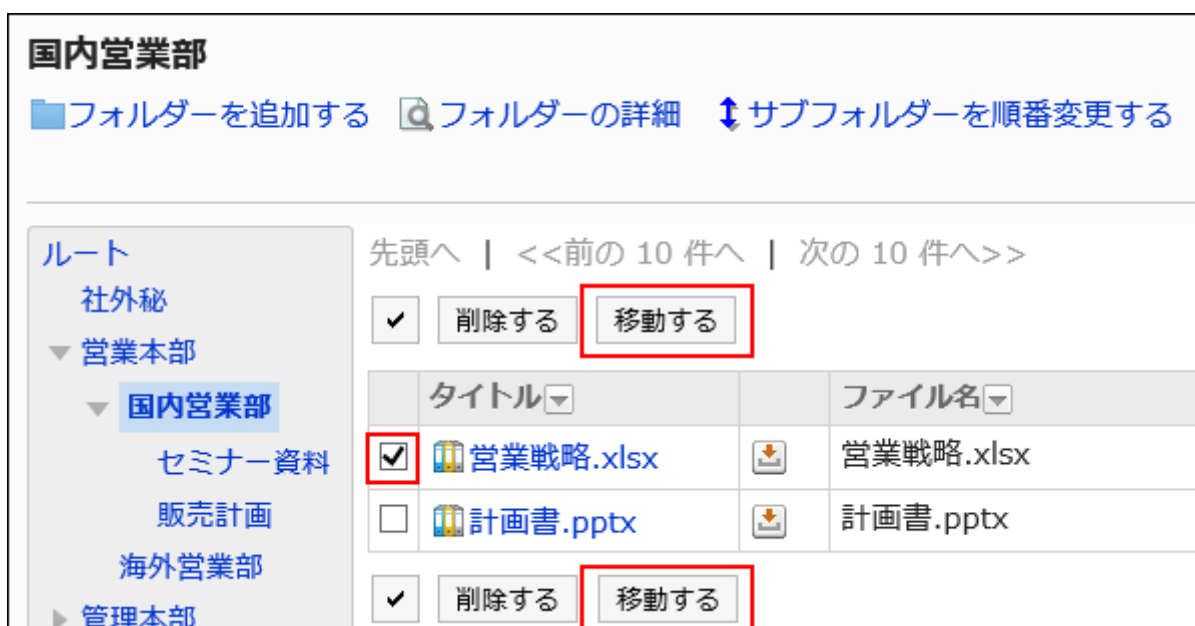 国内営業部
フォルダーを追加する フォルダーの詳細 サブフォルダーを順番変更する
ルート
社外秘
営業本部
国内営業部
セミナー資料
販売計画
海外営業部
管理本部
先頭へ | <<前の 10 件へ | 次の 10 件へ>>
削除する 移動する
タイトル ファイル名
営業戦略.xlsx 営業戦略.xlsx
計画書.pptx 計画書.pptx
削除する 移動する